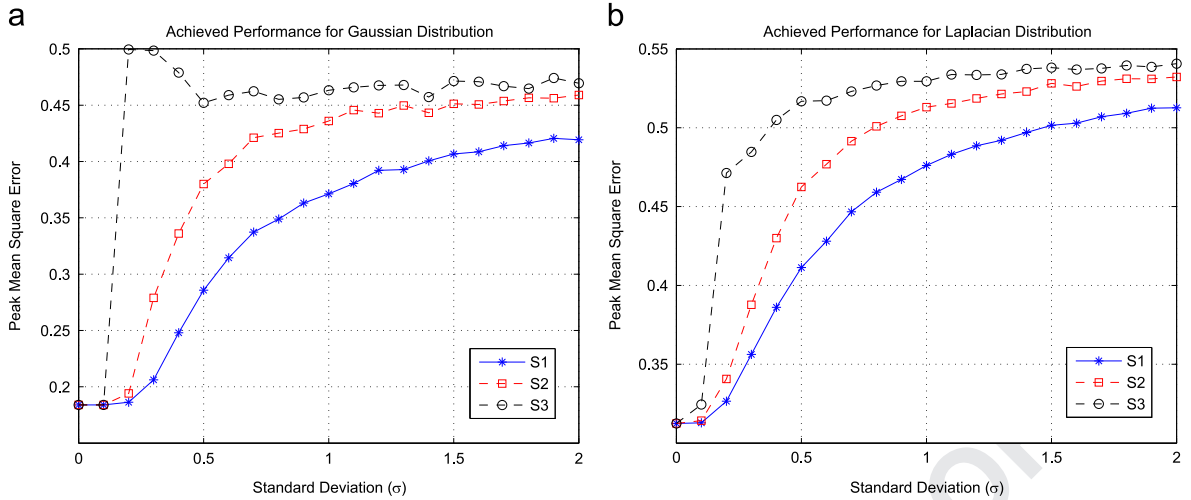 a
Achieved Performance for Gaussian Distribution
0.5
0.45
0.4
0.35
0.3
0.25
0.2
Peak Mean Square Error
S1
S2
S3
0 0.5 1 1.5 2
Standard Deviation (σ)
b
Achieved Performance for Laplacian Distribution
0.55
0.5
0.45
0.4
0.35
Peak Mean Square Error
S1
S2
S3
0 0.5 1 1.5 2
Standard Deviation (σ)